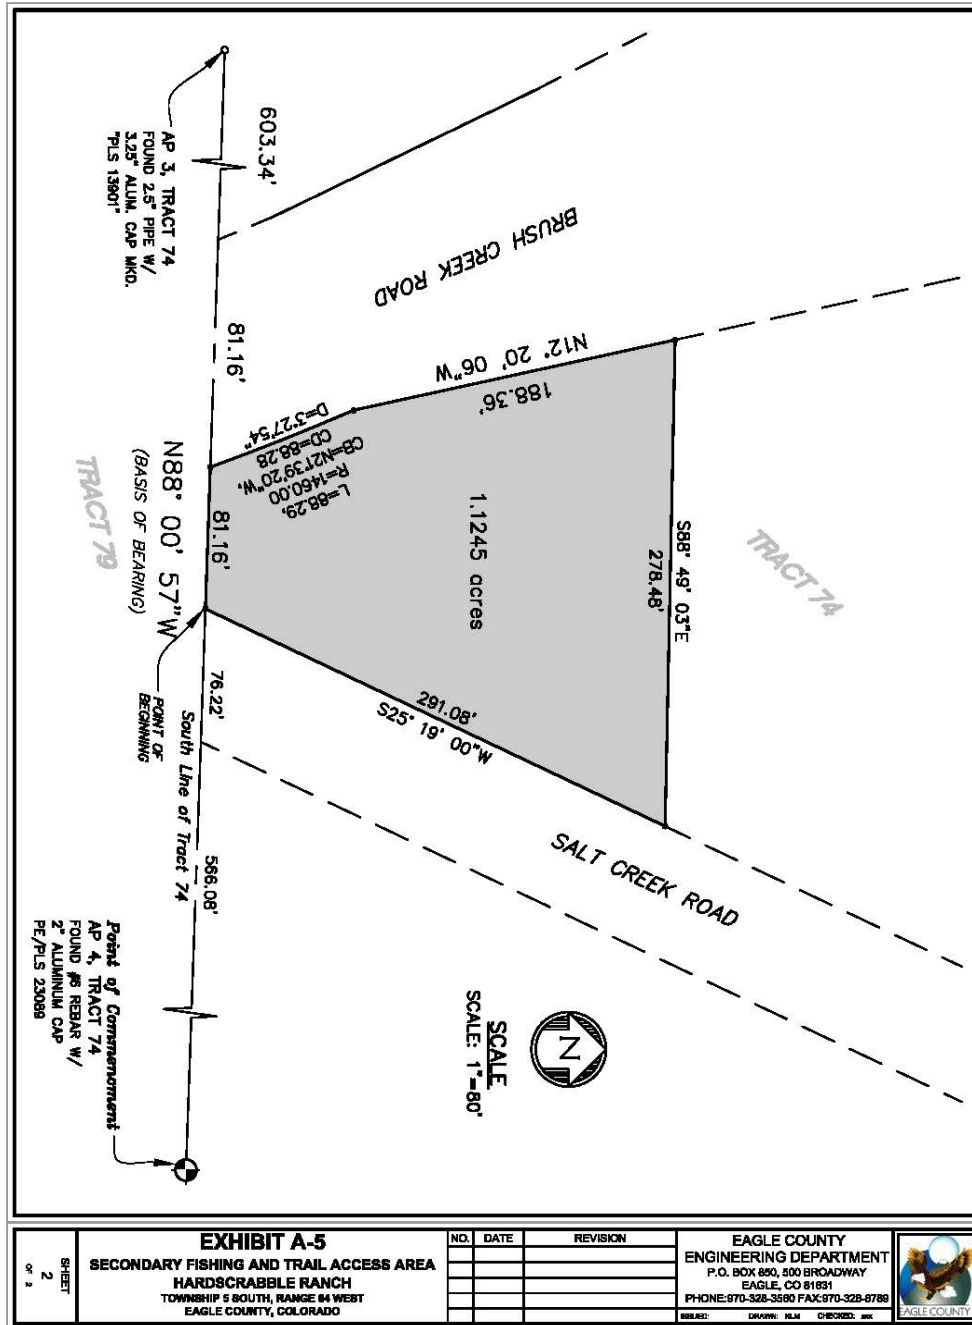 603.34'
AP 3, TRACT 74
FOUND 2.5" PIPE W/
3.25" ALUM. CAP MKD.
"PLS 13901"
BRUSH CREEK ROAD
81.16'
N12° 20' 06"W
188.36'
D=3°27'54"
CD=88.28
CB=N21°39'20"W,
R=1460.00
L=88.29,
N88° 00' 57"W
(BASIS OF BEARING)
TRACT 79
81.16'
1.1245 acres
S88° 49' 03"E
278.48'
TRACT 74
291.08'
S25° 19' 00"W
76.22'
POINT OF
BEGINNING
South Line of Tract 74
566.08'
SALT CREEK ROAD
Point of Commencement
AP 4, TRACT 74
FOUND #6 REBAR W/
2" ALUMINUM CAP
PE/PLS 23089
N
SCALE
SCALE: 1"=80'
SHEET
2
OF 2
EXHIBIT A-5
SECONDARY FISHING AND TRAIL ACCESS AREA
HARDSCRABBLE RANCH
TOWNSHIP 5 SOUTH, RANGE 84 WEST
EAGLE COUNTY, COLORADO
NO. DATE REVISION
EAGLE COUNTY
ENGINEERING DEPARTMENT
P.O. BOX 850, 500 BROADWAY
EAGLE, CO 81631
PHONE:970-328-3560 FAX:970-328-8789
ISSUED: DRAWN: KLM CHECKED:
EAGLE COUNTY